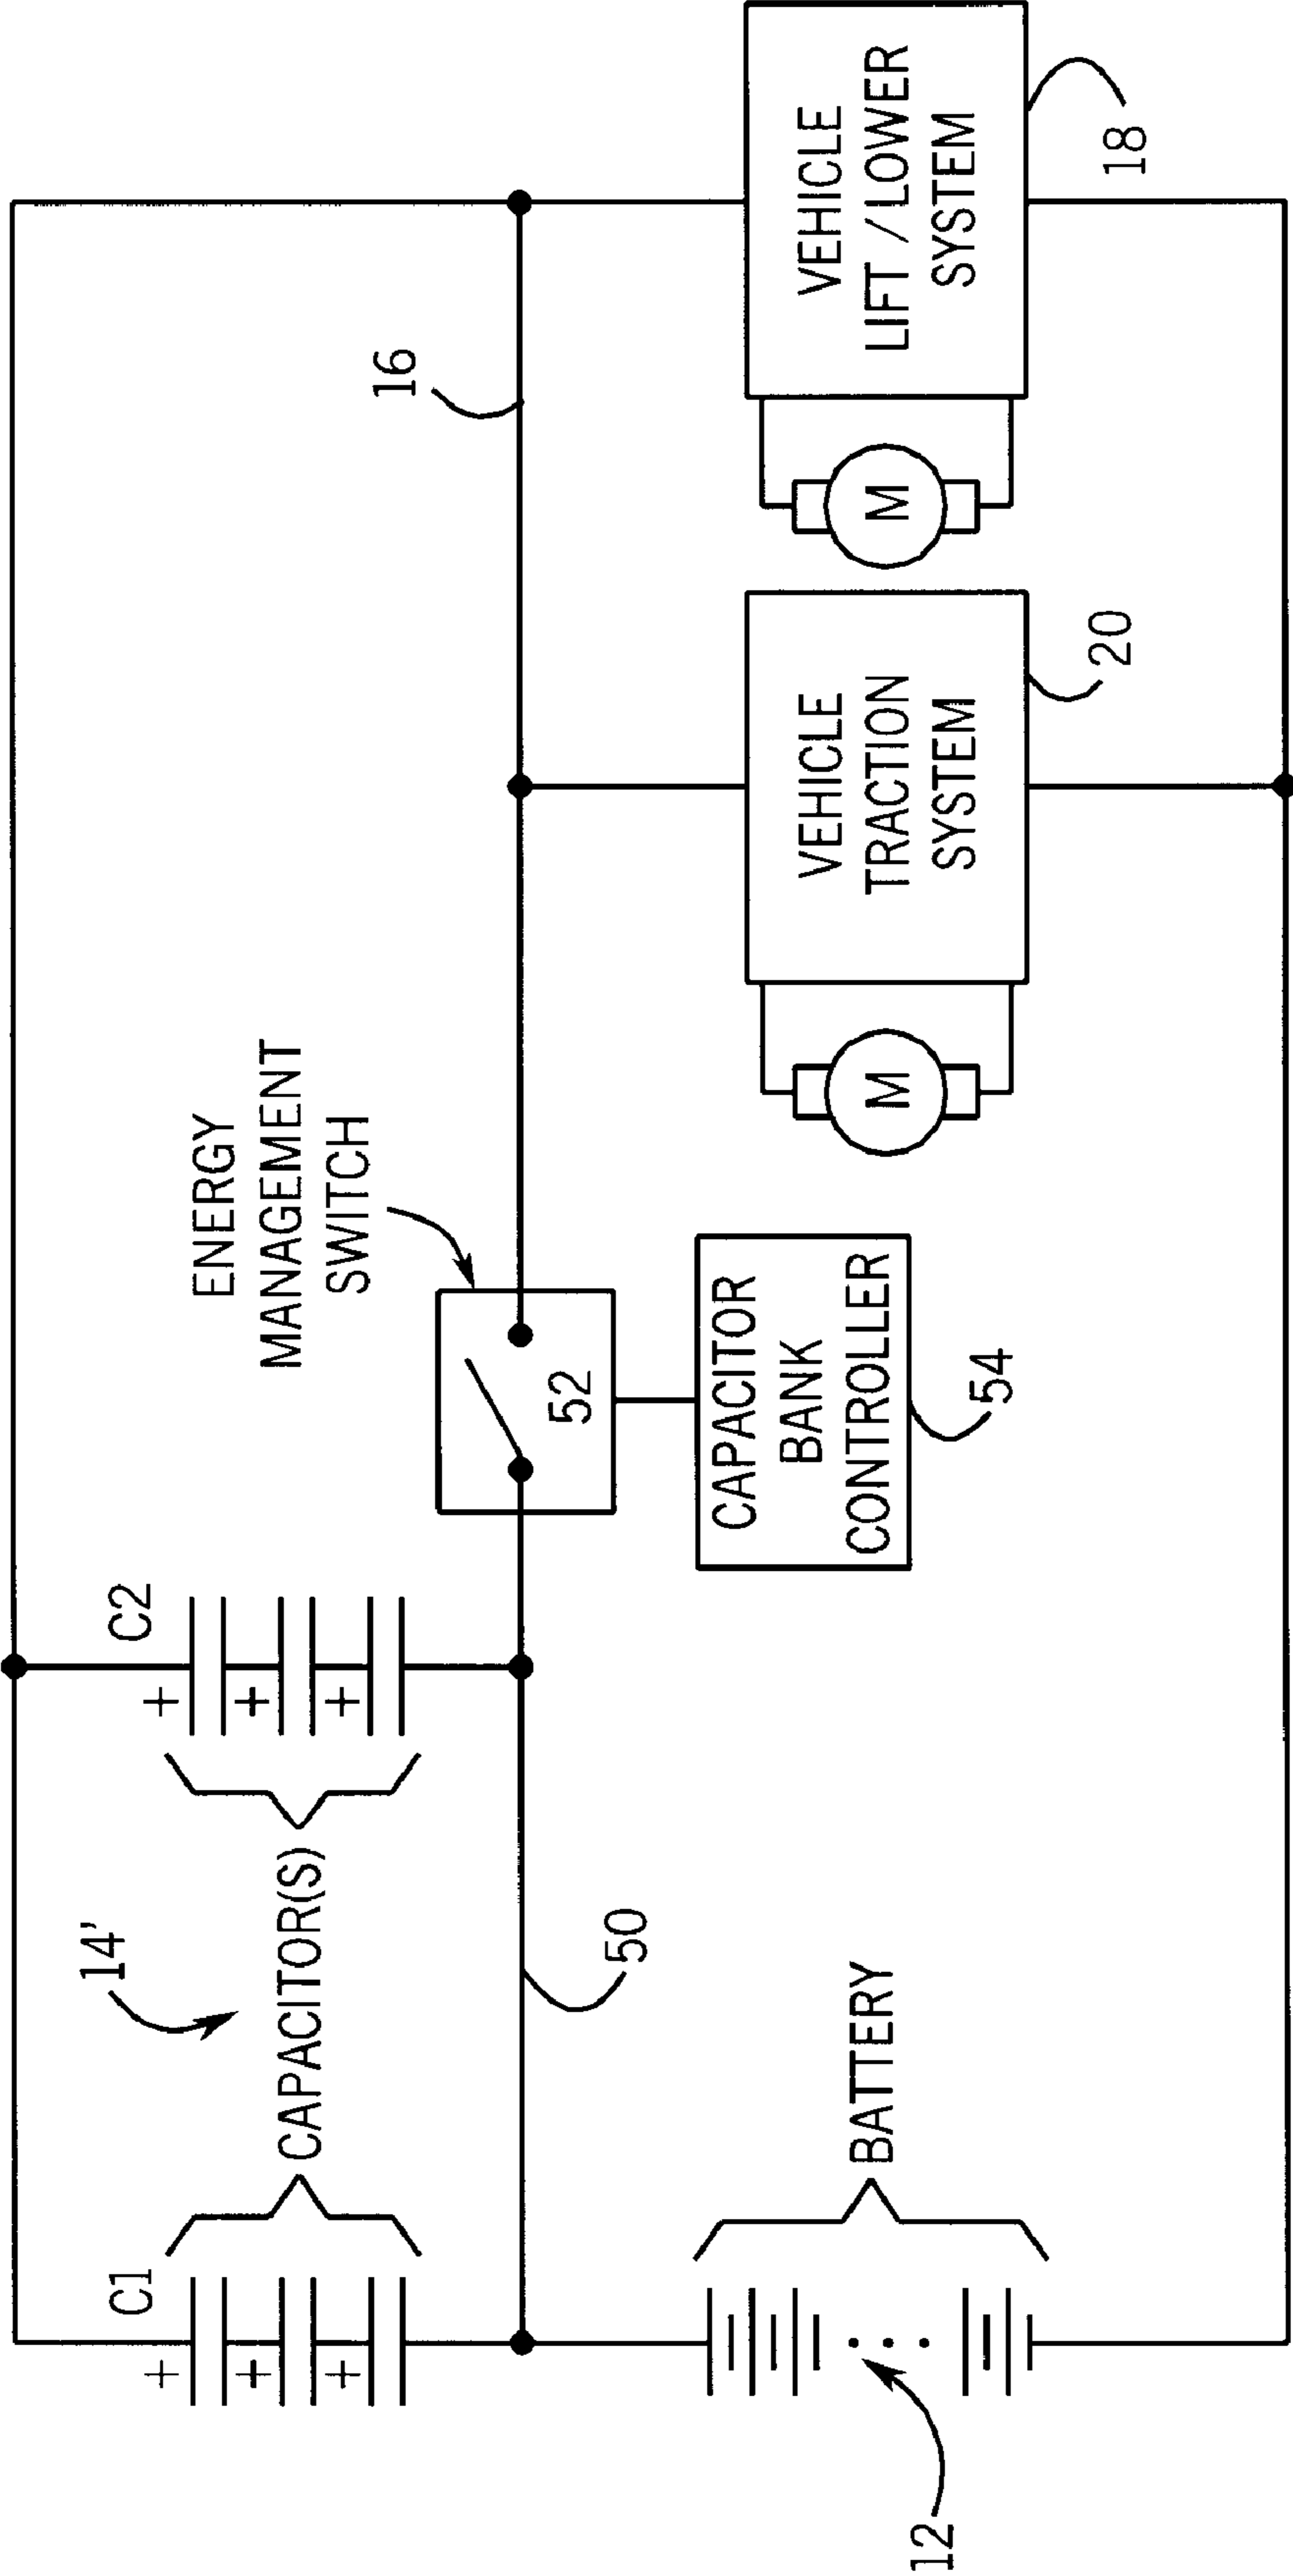 C1
C2
14'
CAPACITOR(S)
ENERGY
MANAGEMENT
SWITCH
16
50
52
12
BATTERY
CAPACITOR
BANK
CONTROLLER
54
M
VEHICLE
TRACTION
SYSTEM
20
M
VEHICLE
LIFT / LOWER
SYSTEM
18
+
+
+
+
+
+